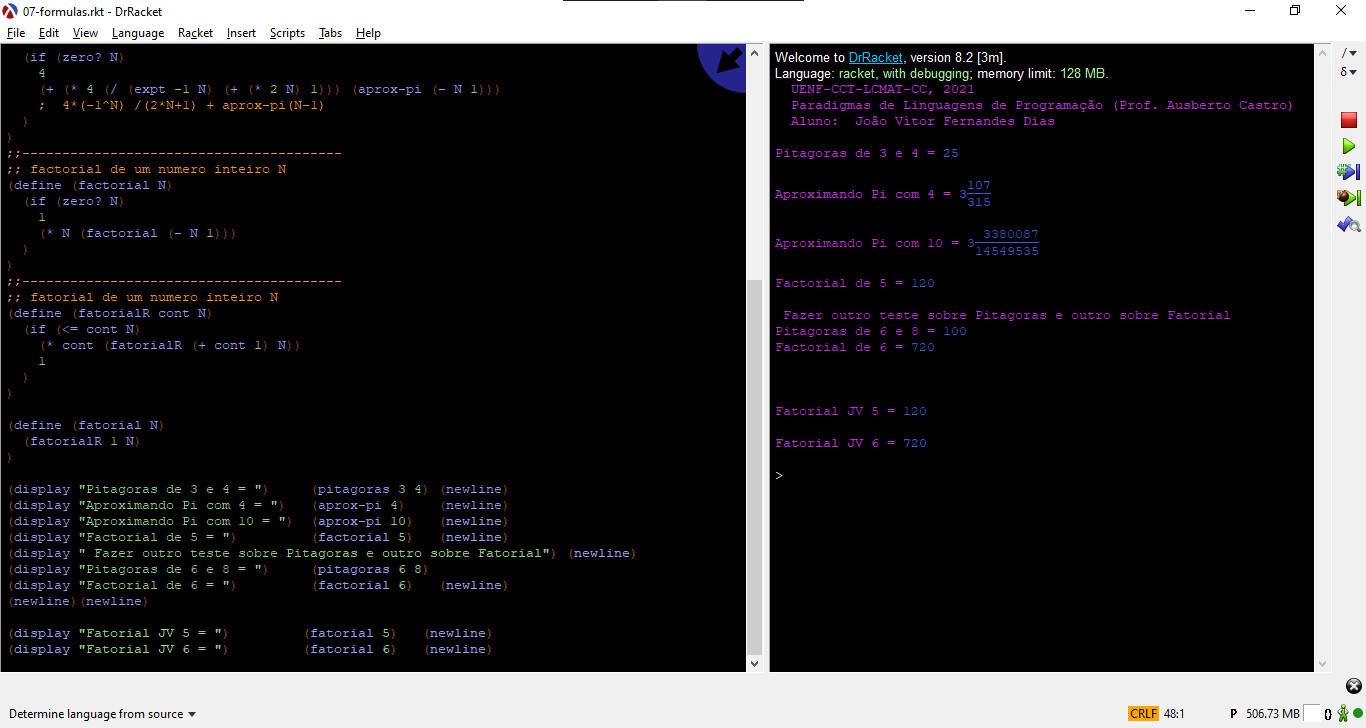 07-formulas.rkt - DrRacket
File Edit View Language Racket Insert Scripts Tabs Help
(if (zero? N)
4
(+ (* 4 (/ (expt -1 N) (+ (* 2 N) 1))) (aprox-pi (- N 1)))
; 4*(-1^N) /(2*N+1) + aprox-pi(N-1)
)
)
;;----------------------------------------
;; factorial de um numero inteiro N
(define (factorial N)
(if (zero? N)
1
(* N (factorial (- N 1)))
)
)
;;----------------------------------------
;; fatorial de um numero inteiro N
(define (fatorialR cont N)
(if (<= cont N)
(* cont (fatorialR (+ cont 1) N))
1
)
)
(define (fatorial N)
(fatorialR 1 N)
)
(display "Pitagoras de 3 e 4 = ") (pitagoras 3 4) (newline)
(display "Aproximando Pi com 4 = ") (aprox-pi 4) (newline)
(display "Aproximando Pi com 10 = ") (aprox-pi 10) (newline)
(display "Factorial de 5 = ") (factorial 5) (newline)
(display " Fazer outro teste sobre Pitagoras e outro sobre Fatorial") (newline)
(display "Pitagoras de 6 e 8 = ") (pitagoras 6 8)
(display "Factorial de 6 = ") (factorial 6) (newline)
(newline)(newline)
(display "Fatorial JV 5 = ") (fatorial 5) (newline)
(display "Fatorial JV 6 = ") (fatorial 6) (newline)
Welcome to DrRacket, version 8.2 [3m].
Language: racket, with debugging; memory limit: 128 MB.
UENF-CCT-LCMAT-CC, 2021
Paradigmas de Linguagens de Programação (Prof. Ausberto Castro)
Aluno: João Vítor Fernandes Dias
Pitagoras de 3 e 4 = 25
Aproximando Pi com 4 = 3 107/315
Aproximando Pi com 10 = 3 3380087/14549535
Factorial de 5 = 120
Fazer outro teste sobre Pitagoras e outro sobre Fatorial
Pitagoras de 6 e 8 = 100
Factorial de 6 = 720
Fatorial JV 5 = 120
Fatorial JV 6 = 720
>
/
δ
Determine language from source
CRLF 48:1
P 506.73 MB {}